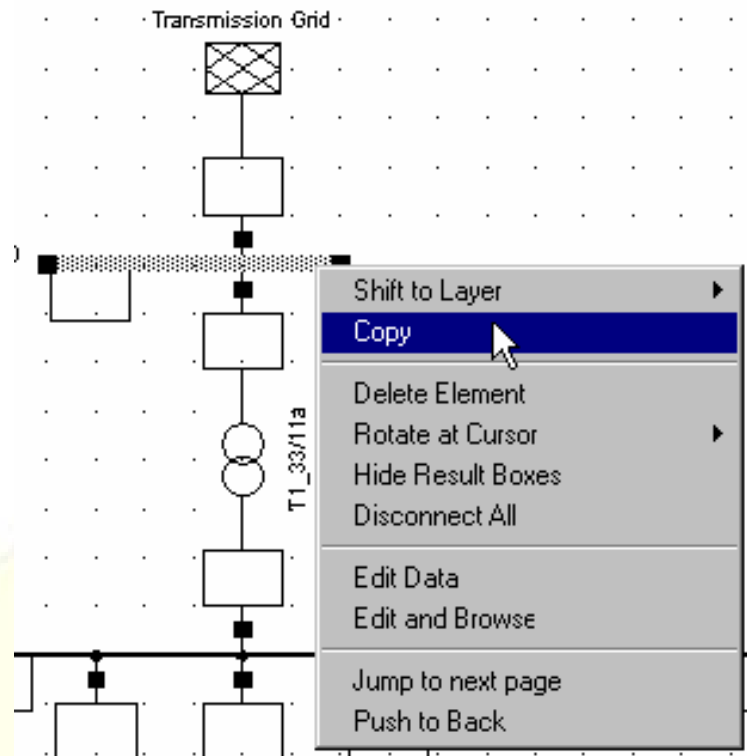 Transmission Grid
Shift to Layer
Copy
Delete Element
Rotate at Cursor
Hide Result Boxes
Disconnect All
T1_33/11a
Edit Data
Edit and Browse
Jump to next page
Push to Back